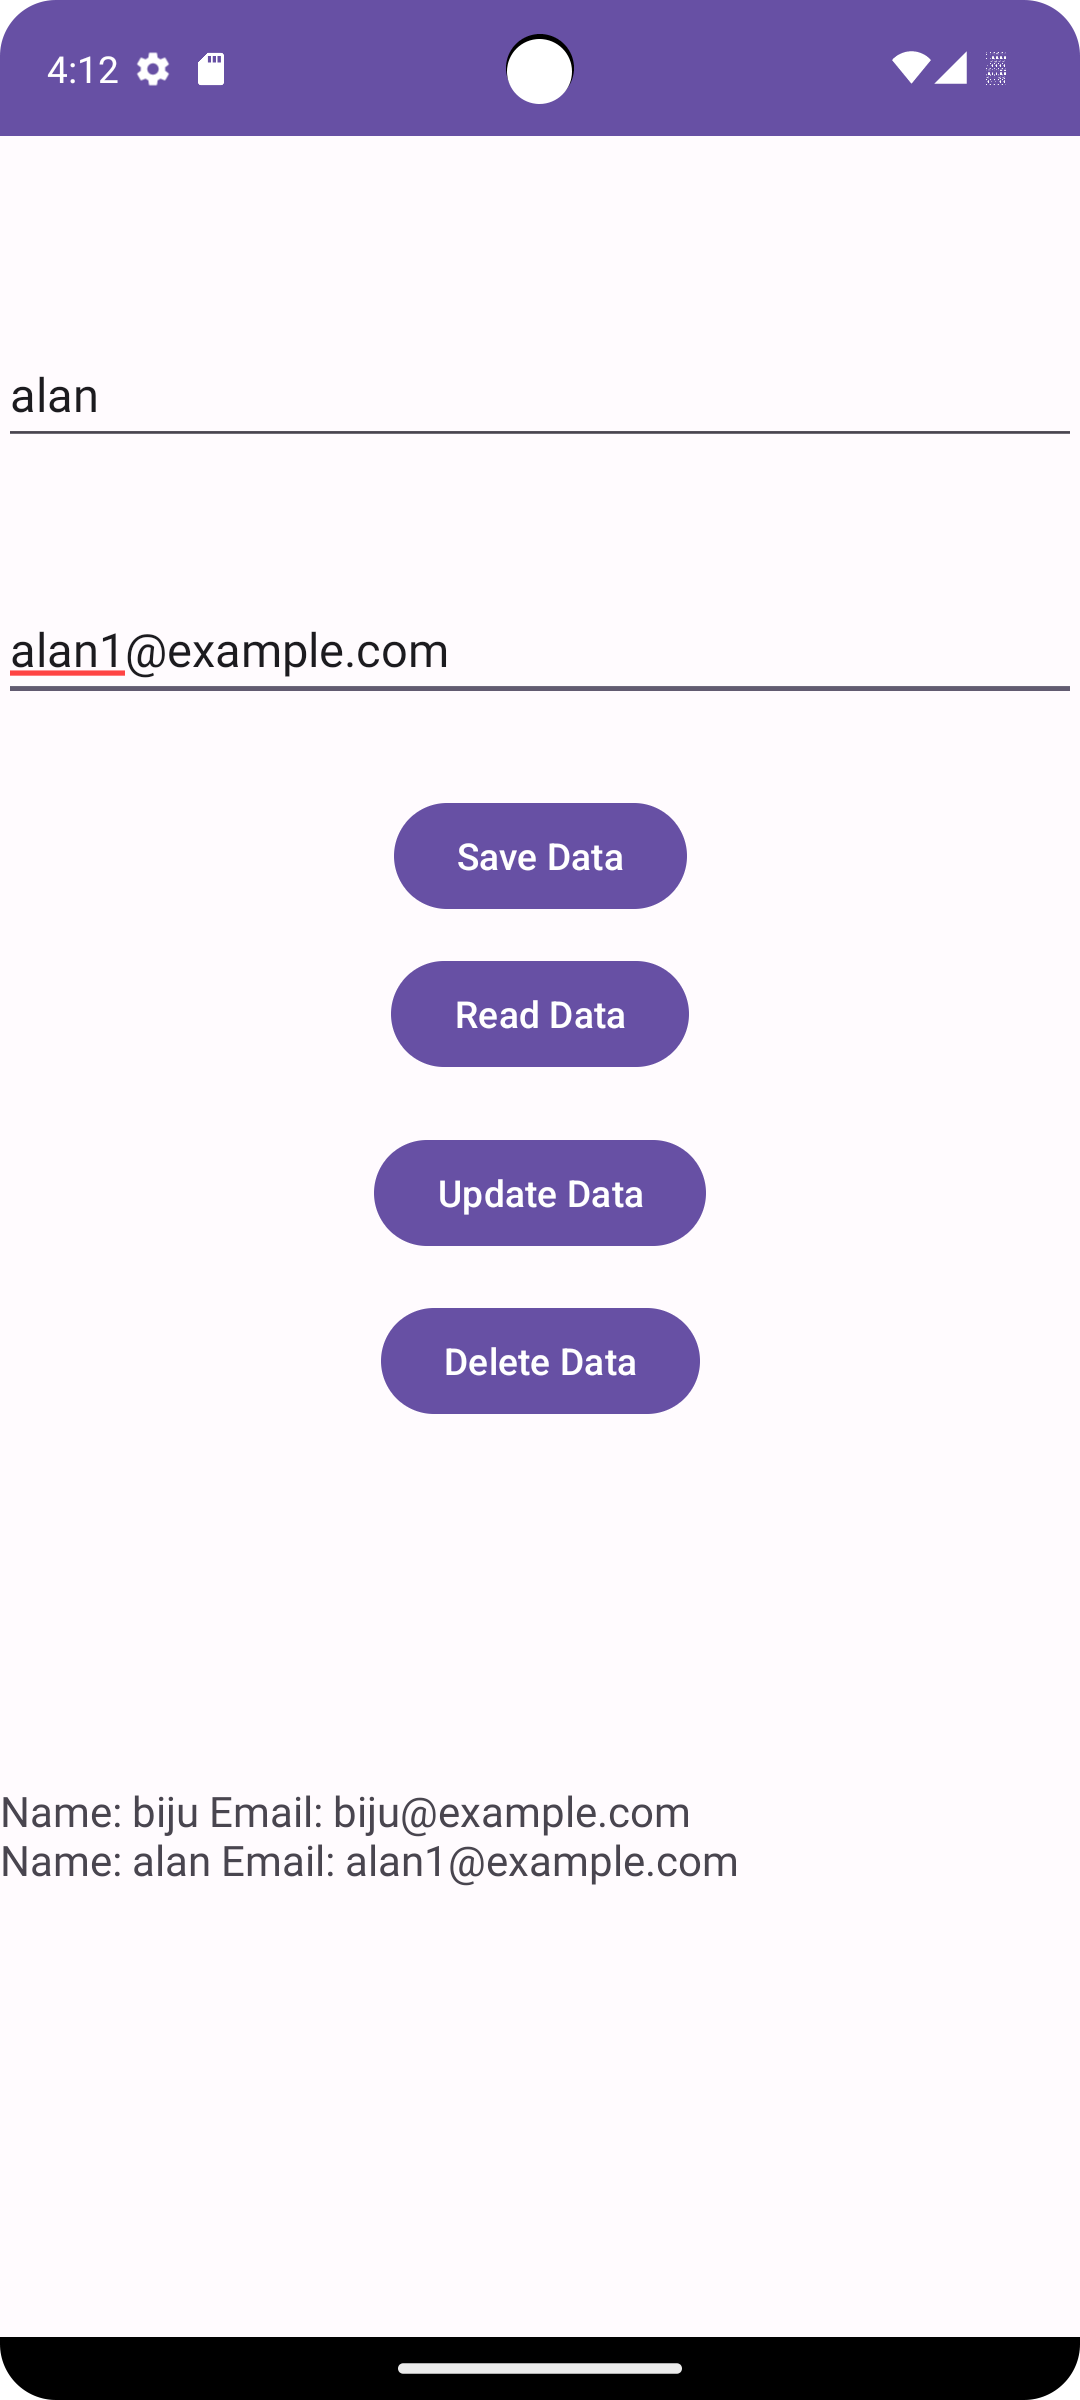 4:12
alan
alan1@example.com
Save Data
Read Data
Update Data
Delete Data
Name: biju Email: biju@example.com
Name: alan Email: alan1@example.com